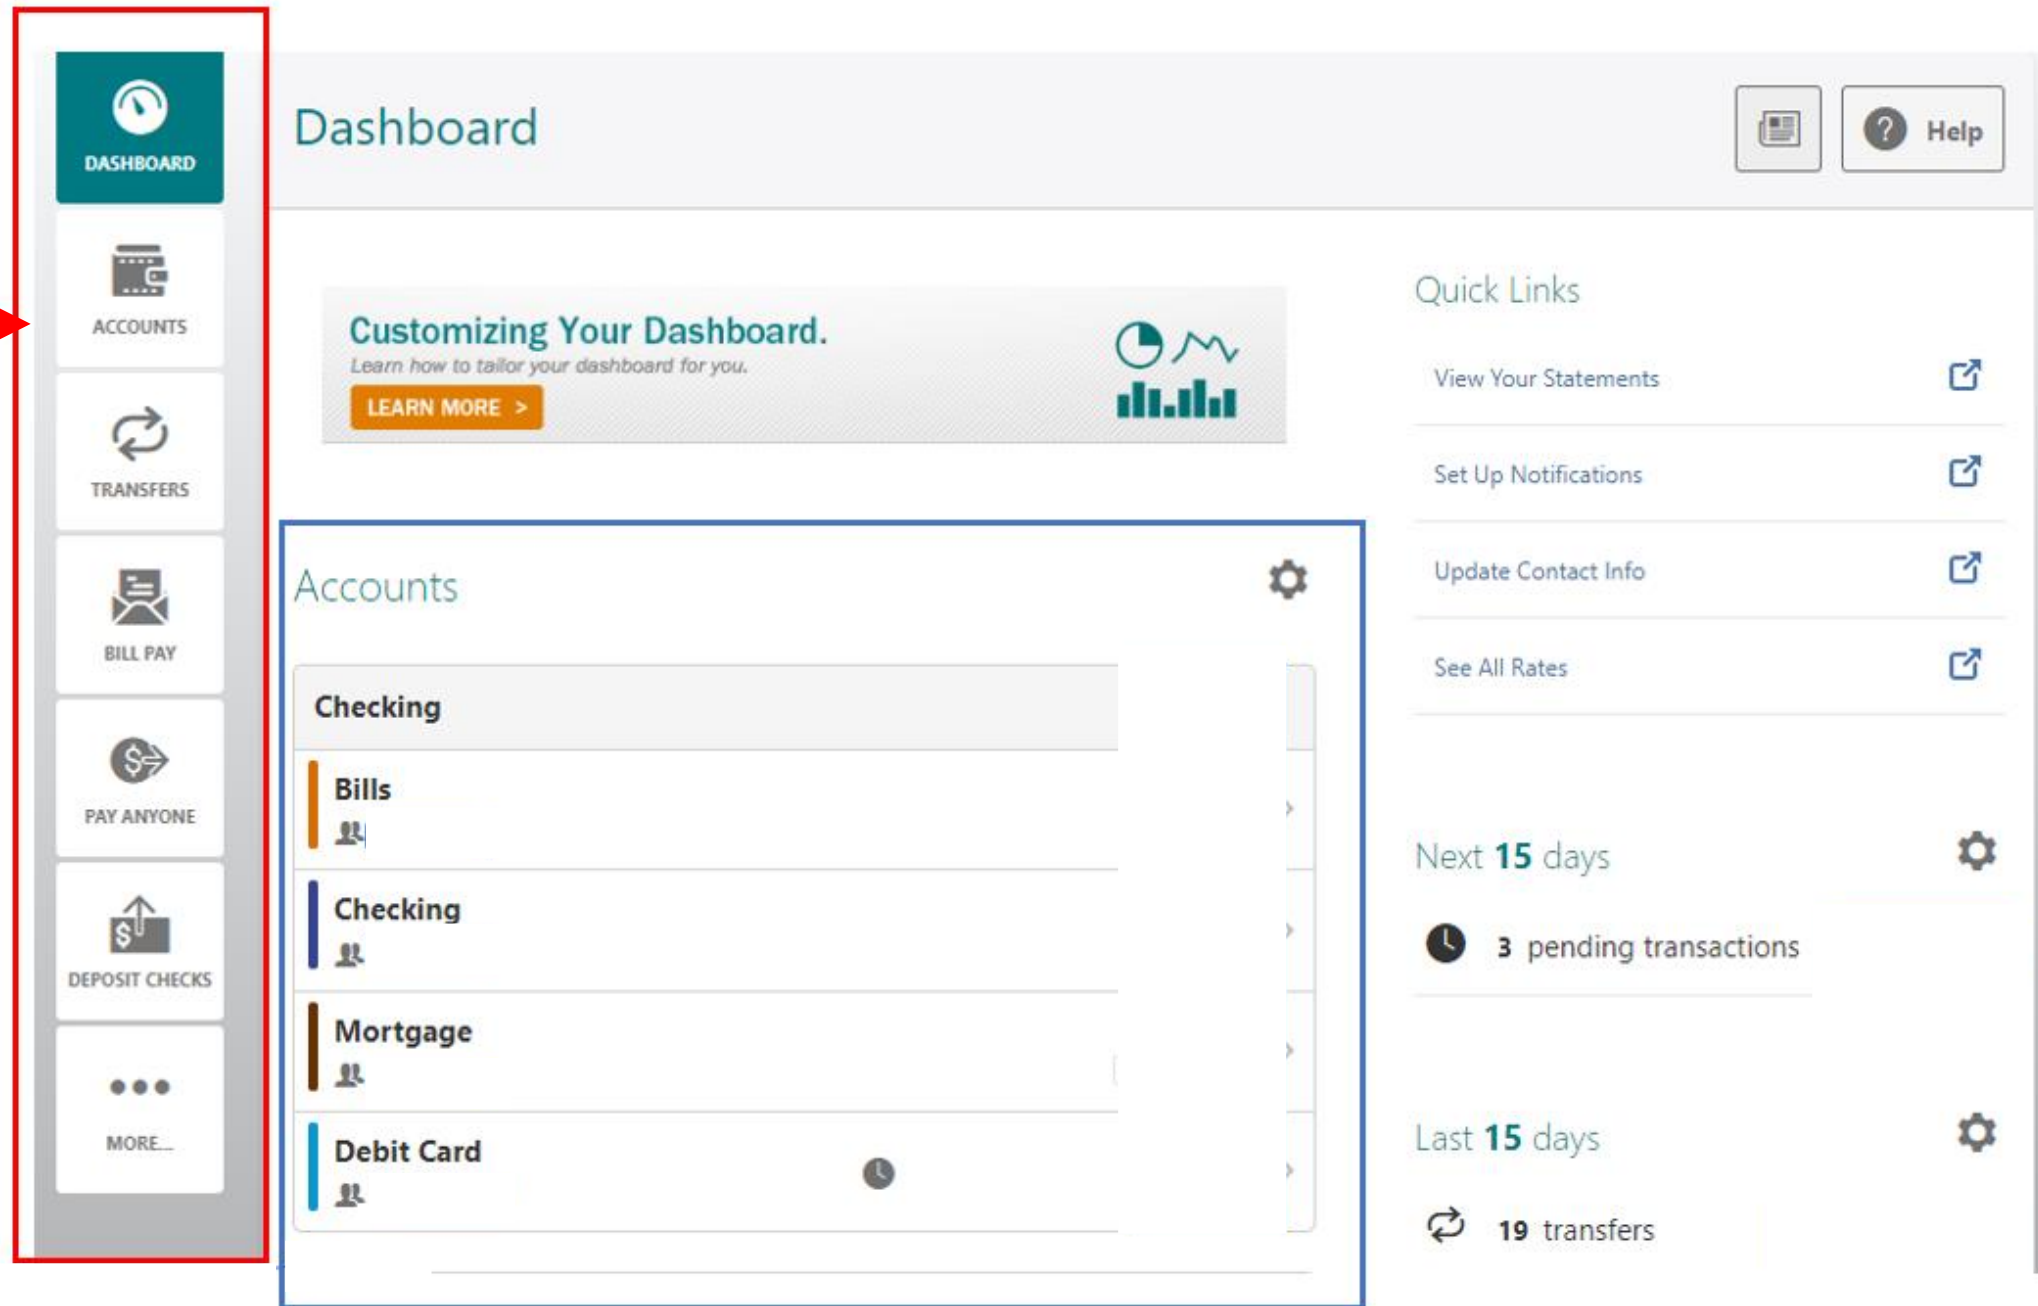 DASHBOARD
ACCOUNTS
TRANSFERS
BILL PAY
PAY ANYONE
DEPOSIT CHECKS
MORE...
Dashboard
? Help
Customizing Your Dashboard.
Learn how to tailor your dashboard for you.
LEARN MORE >
Accounts
Checking
Bills
Checking
Mortgage
Debit Card
Quick Links
View Your Statements
Set Up Notifications
Update Contact Info
See All Rates
Next 15 days
3 pending transactions
Last 15 days
19 transfers